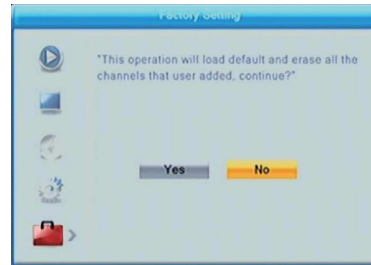 Factory Setting
"This operation will load default and erase all the
channels that user added, continue?"
Yes
No